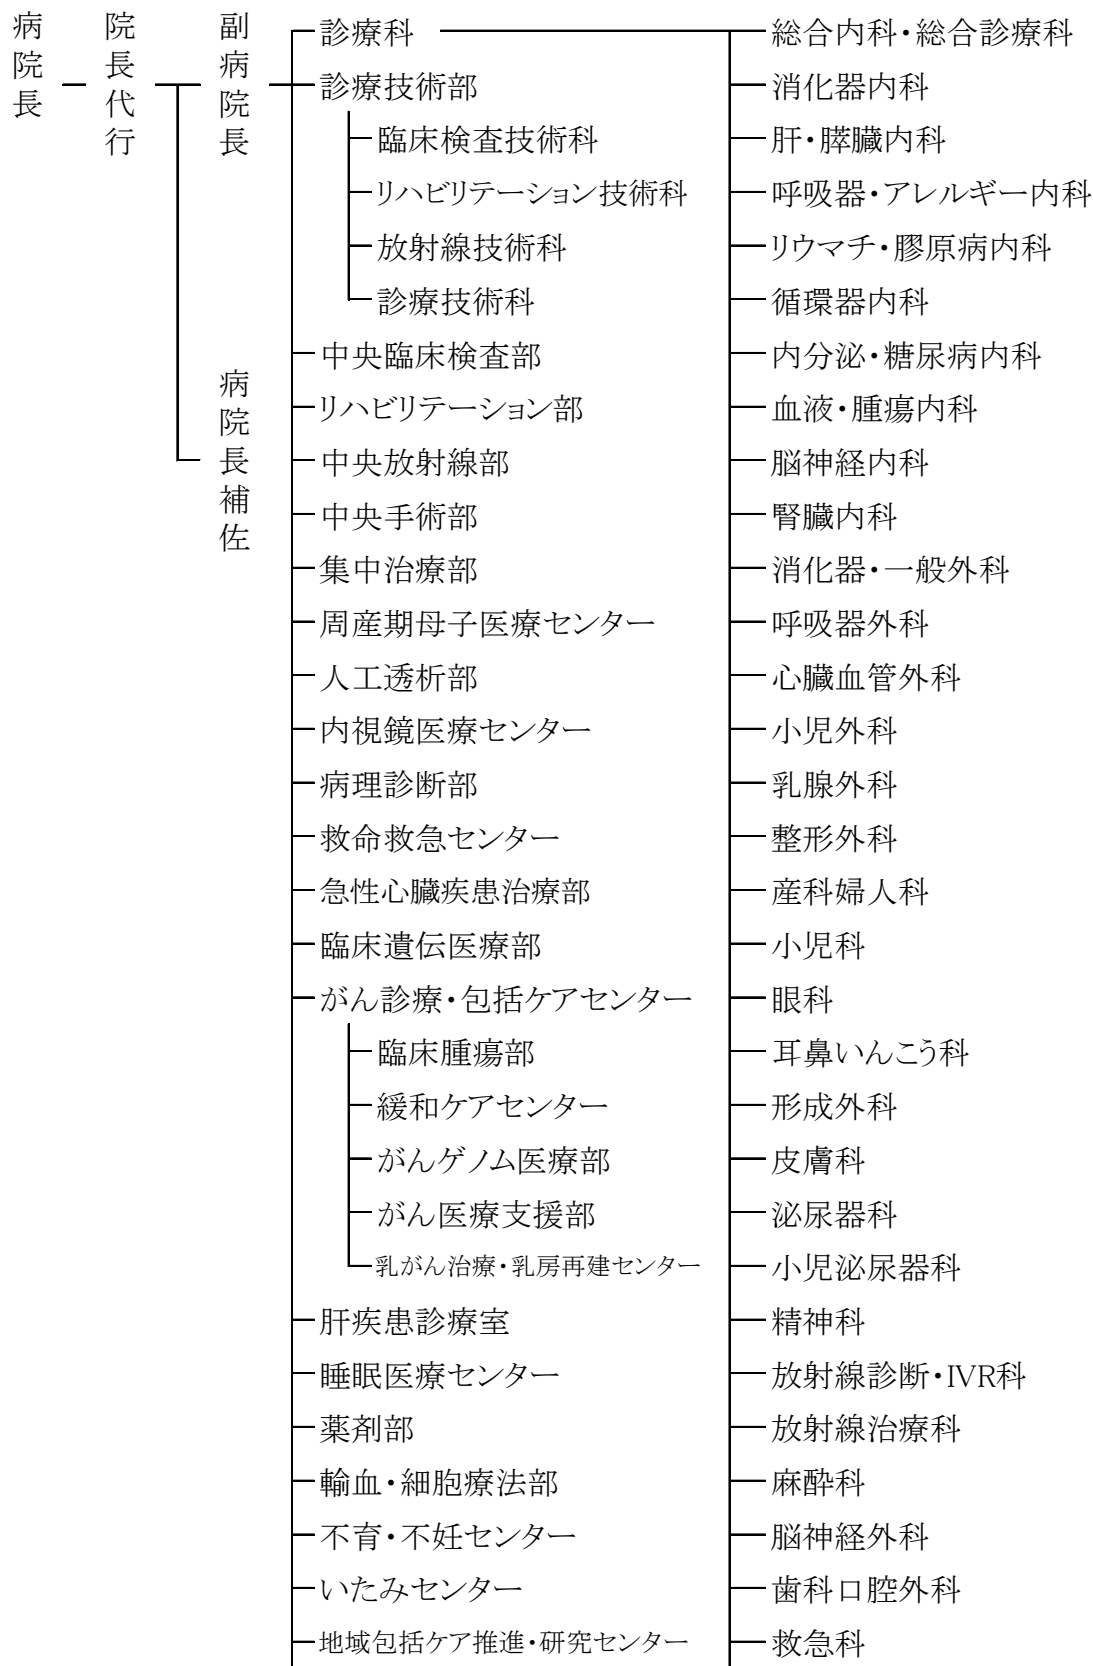 病院長
院長代行
副病院長
病院長補佐
診療科
診療技術部
臨床検査技術科
リハビリテーション技術科
放射線技術科
診療技術科
中央臨床検査部
リハビリテーション部
中央放射線部
中央手術部
集中治療部
周産期母子医療センター
人工透析部
内視鏡医療センター
病理診断部
救命救急センター
急性心臓疾患治療部
臨床遺伝医療部
がん診療・包括ケアセンター
臨床腫瘍部
緩和ケアセンター
がんゲノム医療部
がん医療支援部
乳がん治療・乳房再建センター
肝疾患診療室
睡眠医療センター
薬剤部
輸血・細胞療法部
不育・不妊センター
いたみセンター
地域包括ケア推進・研究センター
総合内科・総合診療科
消化器内科
肝・膵臓内科
呼吸器・アレルギー内科
リウマチ・膠原病内科
循環器内科
内分泌・糖尿病内科
血液・腫瘍内科
脳神経内科
腎臓内科
消化器・一般外科
呼吸器外科
心臓血管外科
小児外科
乳腺外科
整形外科
産科婦人科
小児科
眼科
耳鼻いんこう科
形成外科
皮膚科
泌尿器科
小児泌尿器科
精神科
放射線診断・IVR科
放射線治療科
麻酔科
脳神経外科
歯科口腔外科
救急科